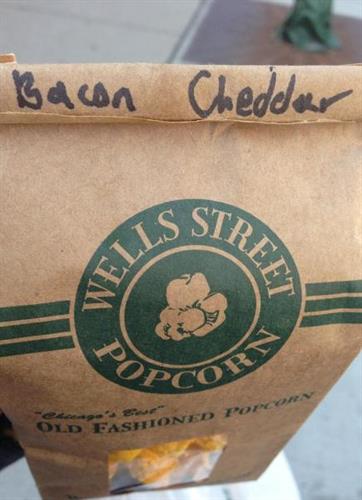 Bacon Cheddar
WELLS STREET
POPCORN
"Chicago's Best"
OLD FASHIONED POPCORN